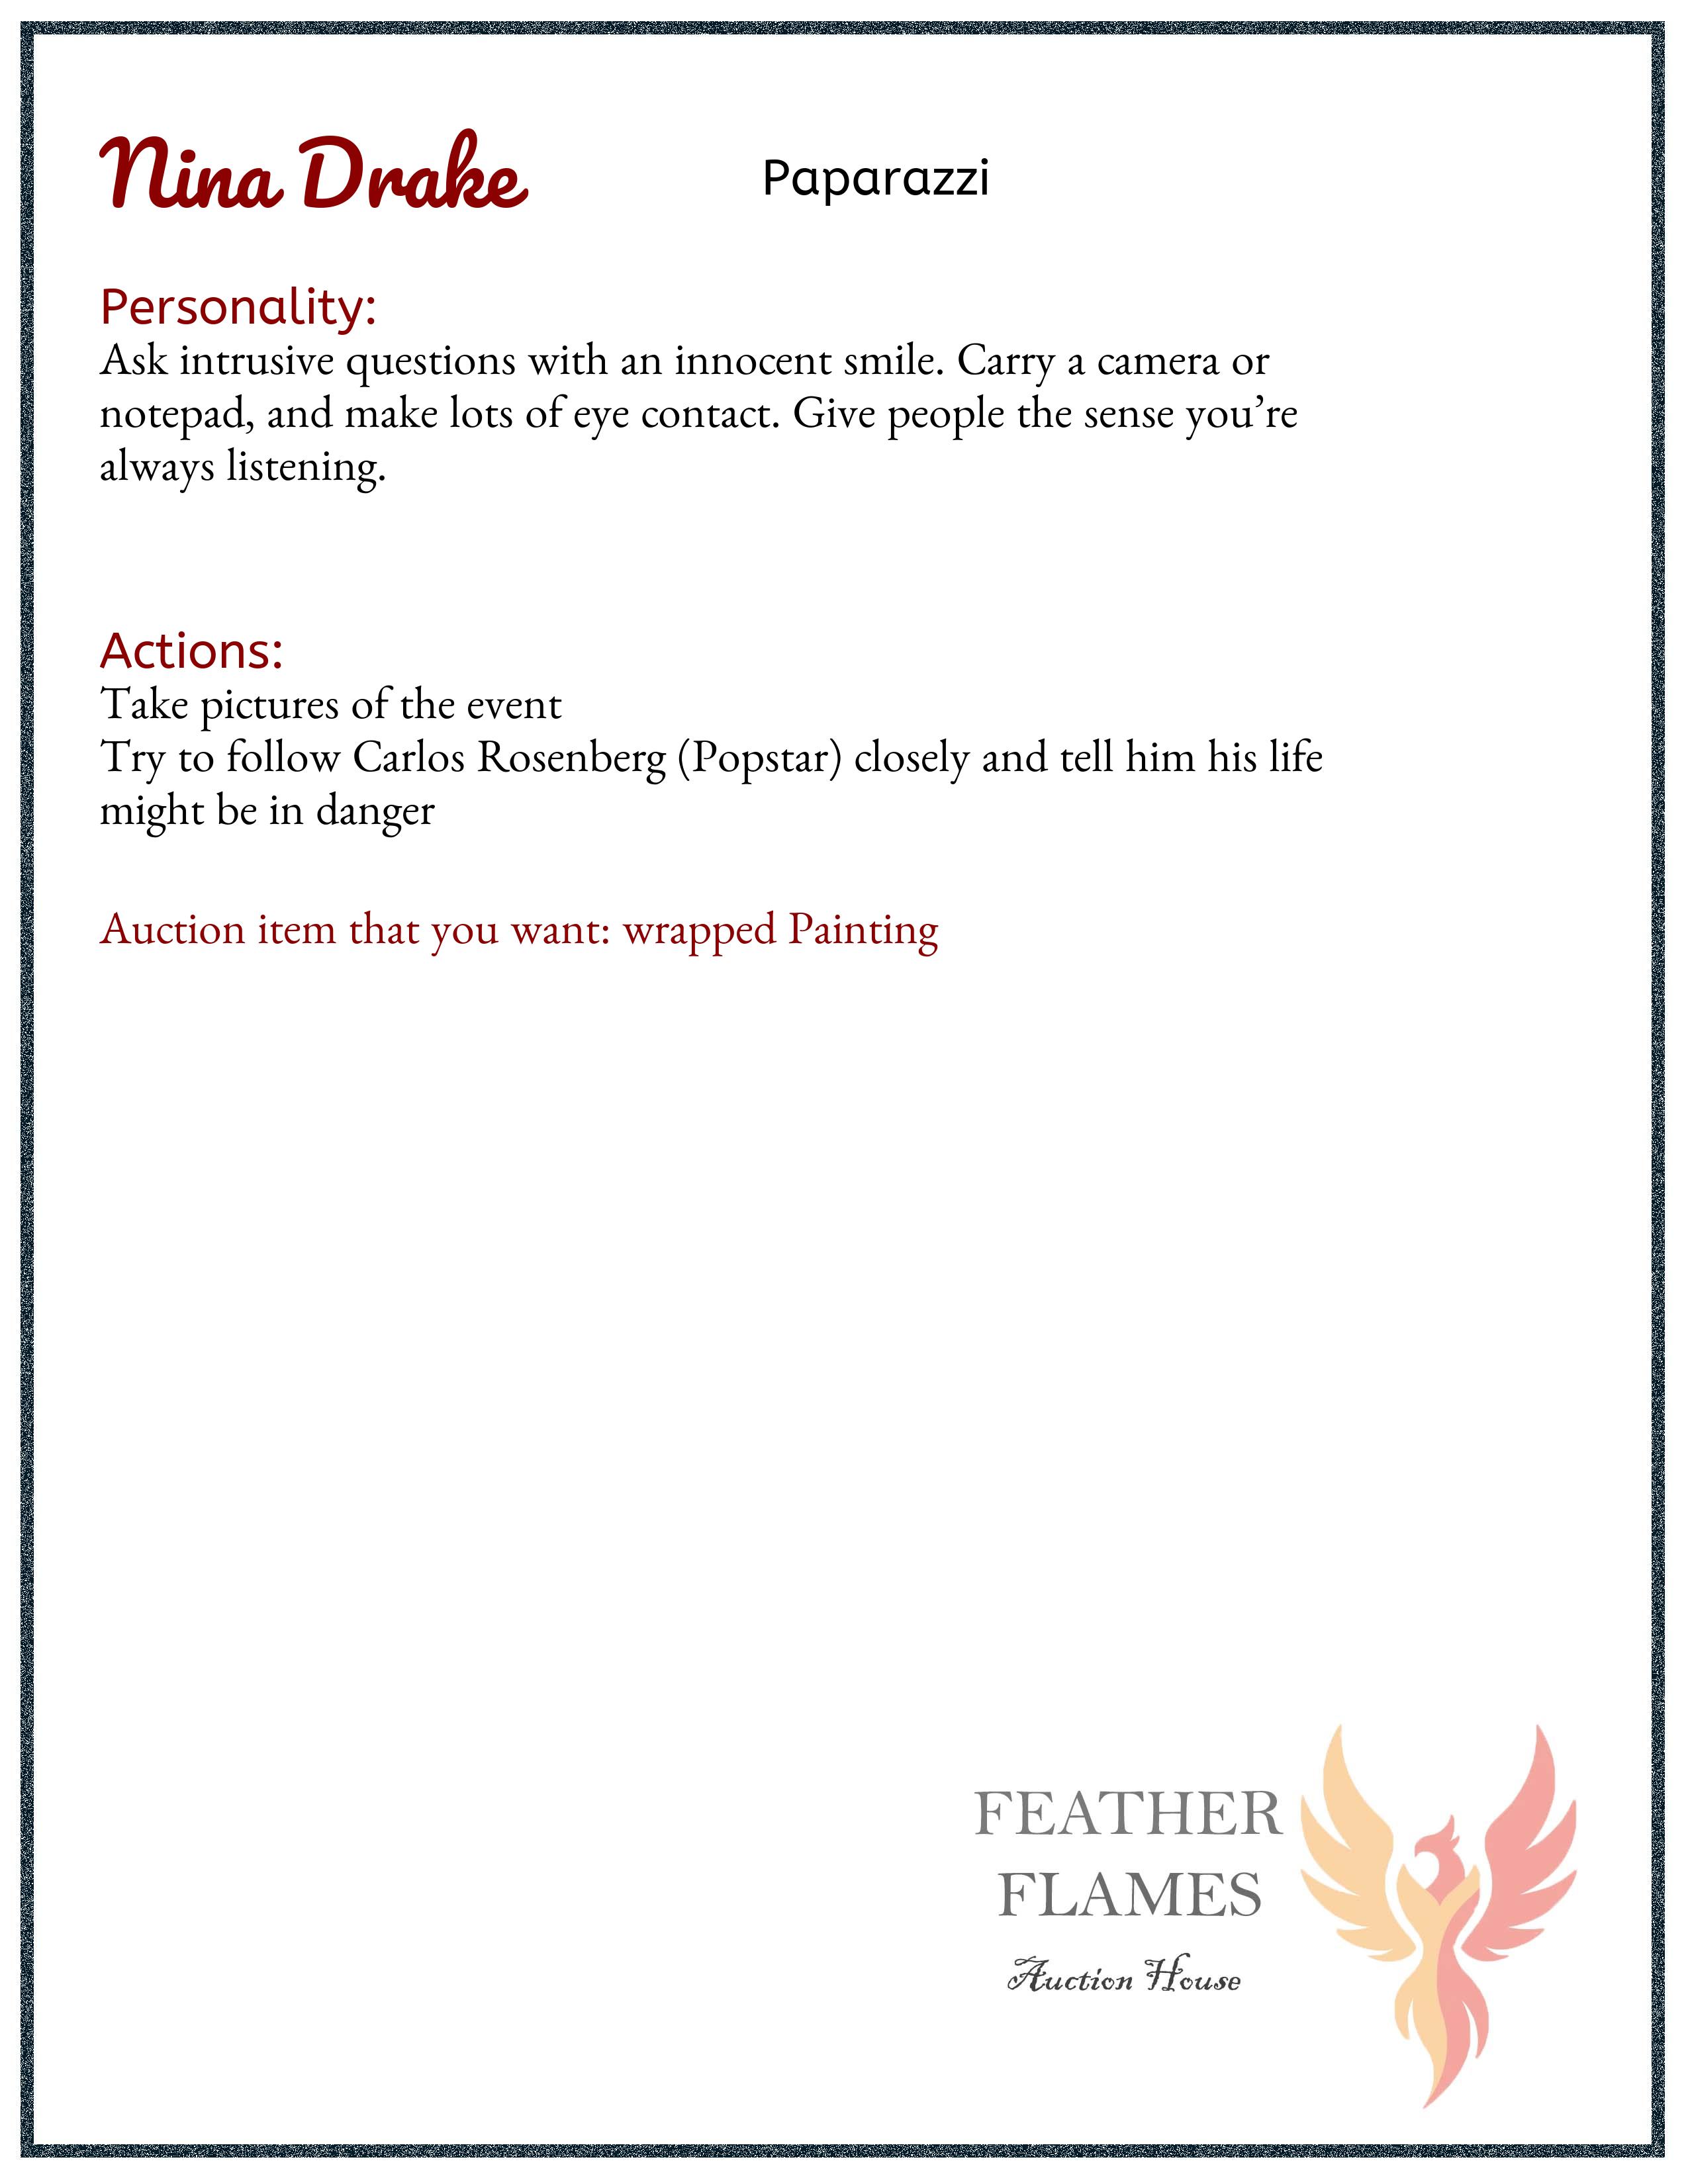 Nina Drake
Paparazzi
Personality:
Ask intrusive questions with an innocent smile. Carry a camera or
notepad, and make lots of eye contact. Give people the sense you’re
always listening.
Actions:
Take pictures of the event
Try to follow Carlos Rosenberg (Popstar) closely and tell him his life
might be in danger
Auction item that you want: wrapped Painting
FEATHER
FLAMES
Auction House